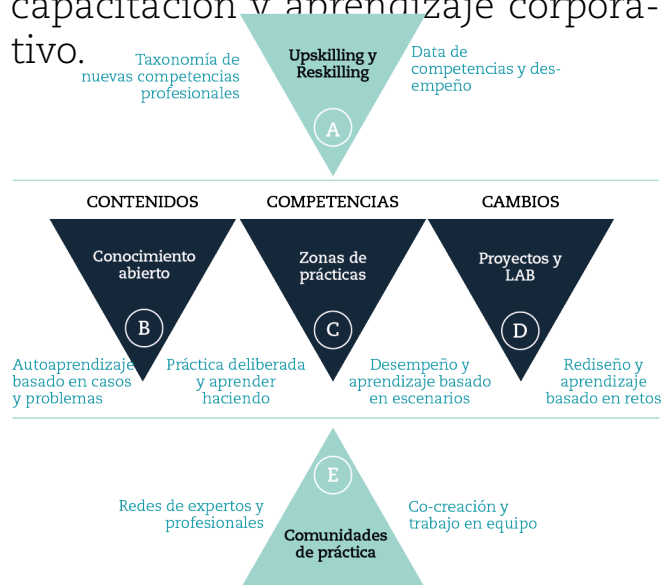 capacitación y aprendizaje corpora-
tivo.
Taxonomía de
nuevas competencias
profesionales
Upskilling y
Reskilling
Data de
competencias y des-
empeño
A
CONTENIDOS
COMPETENCIAS
CAMBIOS
Conocimiento
abierto
Zonas de
prácticas
Proyectos y
LAB
B
C
D
Autoaprendizaje
basado en casos
y problemas
Práctica deliberada
y aprender
haciendo
Desempeño y
aprendizaje basado
en escenarios
Rediseño y
aprendizaje
basado en retos
E
Redes de expertos y
profesionales
Co-creación y
trabajo en equipo
Comunidades
de práctica